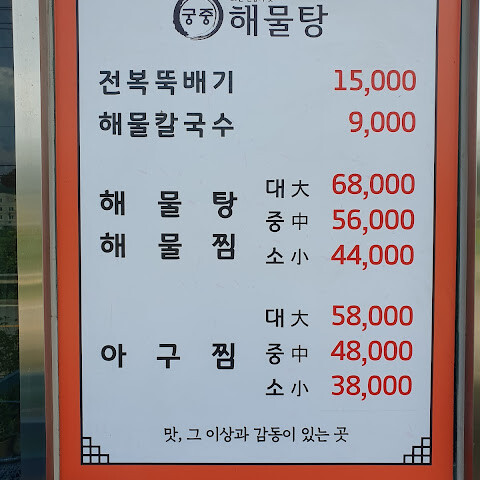 궁중 해물탕
전복뚝배기 15,000
해물칼국수 9,000
해물탕
해물찜
대 大 68,000
중 中 56,000
소 小 44,000
아구찜
대 大 58,000
중 中 48,000
소 小 38,000
맛, 그 이상과 감동이 있는 곳